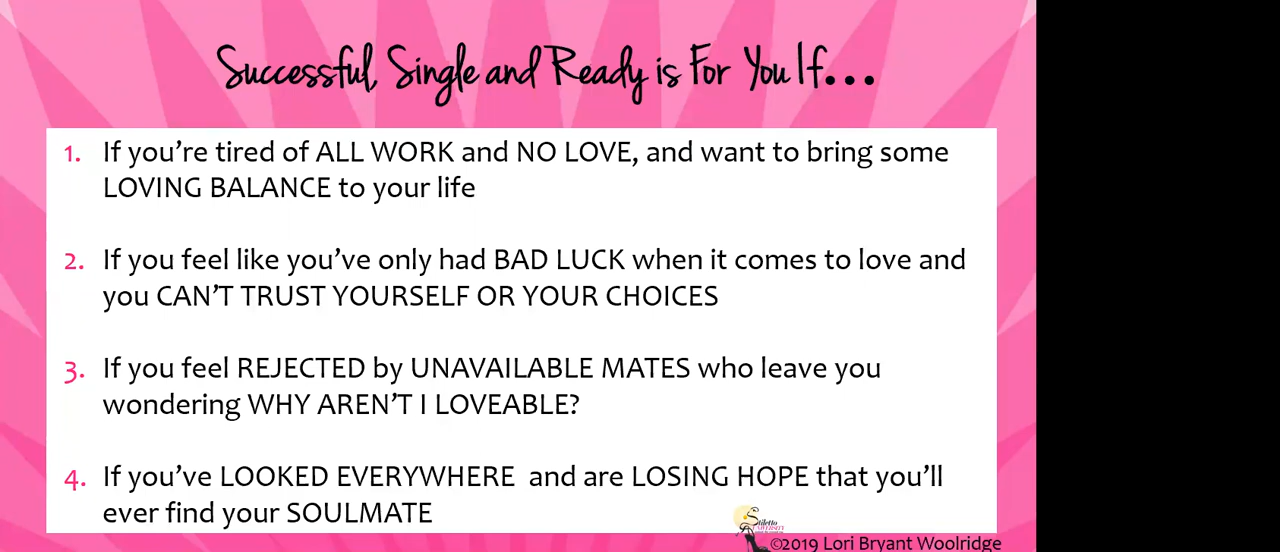 Successful, Single and Ready is For You If...
1. If you're tired of ALL WORK and NO LOVE, and want to bring some
LOVING BALANCE to your life
2. If you feel like you've only had BAD LUCK when it comes to love and
you CAN'T TRUST YOURSELF OR YOUR CHOICES
3. If you feel REJECTED by UNAVAILABLE MATES who leave you
wondering WHY AREN'T I LOVEABLE?
4. If you've LOOKED EVERYWHERE and are LOSING HOPE that you'll
ever find your SOULMATE
Stiletto
UNIVERSITY
©2019 Lori Bryant Woolridge